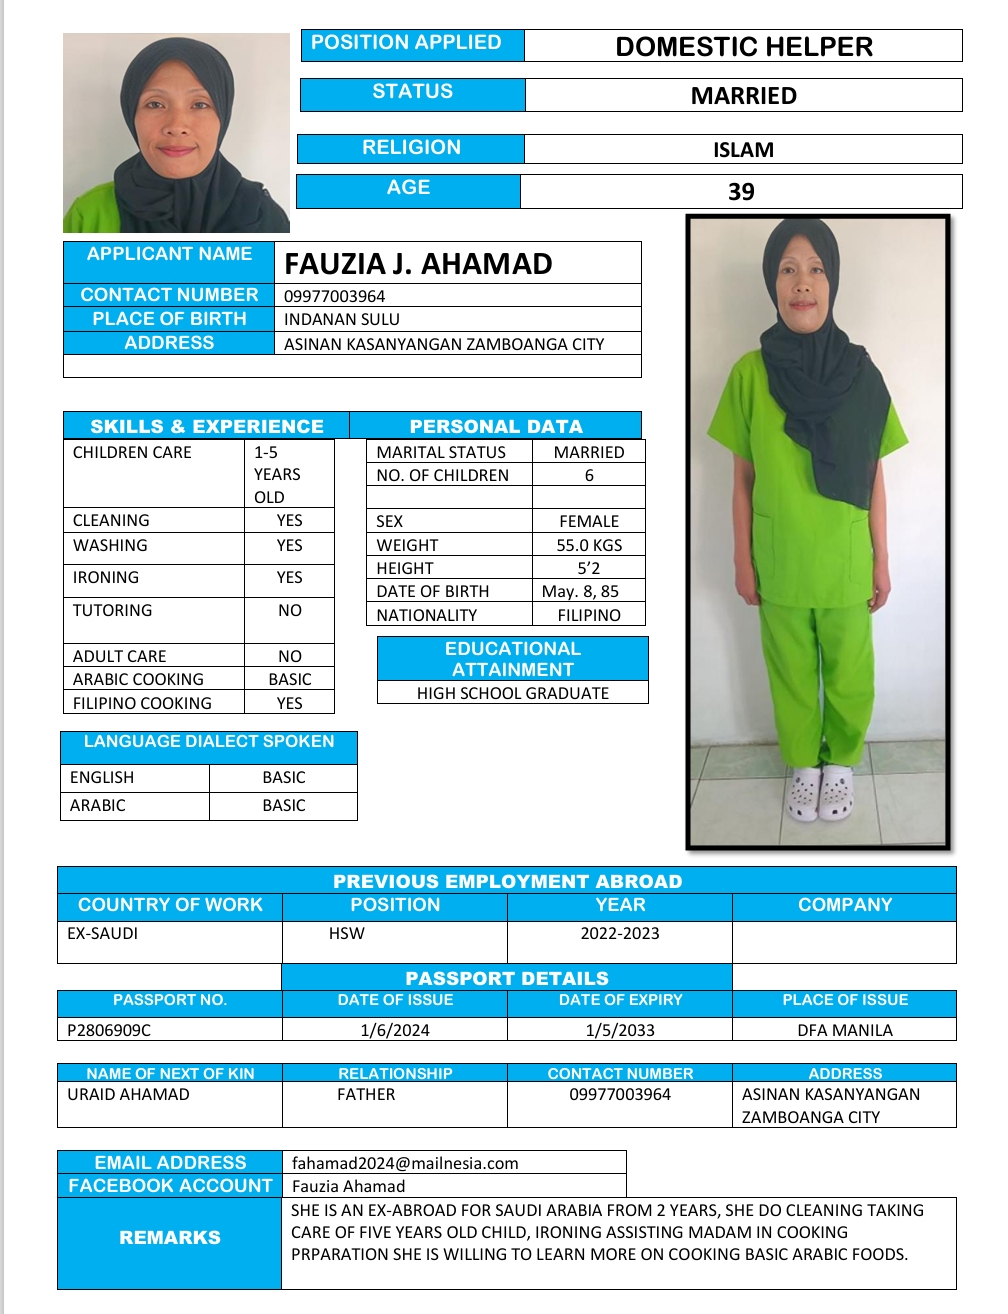 POSITION APPLIED DOMESTIC HELPER
STATUS MARRIED
RELIGION ISLAM
AGE 39
APPLICANT NAME FAUZIA J. AHAMAD
CONTACT NUMBER 09977003964
PLACE OF BIRTH INDANAN SULU
ADDRESS ASINAN KASANYANGAN ZAMBOANGA CITY
SKILLS & EXPERIENCE
CHILDREN CARE 1-5
YEARS
OLD
CLEANING YES
WASHING YES
IRONING YES
TUTORING NO
ADULT CARE NO
ARABIC COOKING BASIC
FILIPINO COOKING YES
PERSONAL DATA
MARITAL STATUS MARRIED
NO. OF CHILDREN 6
SEX FEMALE
WEIGHT 55.0 KGS
HEIGHT 5’2
DATE OF BIRTH May. 8, 85
NATIONALITY FILIPINO
EDUCATIONAL
ATTAINMENT
HIGH SCHOOL GRADUATE
LANGUAGE DIALECT SPOKEN
ENGLISH BASIC
ARABIC BASIC
PREVIOUS EMPLOYMENT ABROAD
COUNTRY OF WORK POSITION YEAR COMPANY
EX-SAUDI HSW 2022-2023
PASSPORT DETAILS
PASSPORT NO. DATE OF ISSUE DATE OF EXPIRY PLACE OF ISSUE
P2806909C 1/6/2024 1/5/2033 DFA MANILA
NAME OF NEXT OF KIN RELATIONSHIP CONTACT NUMBER ADDRESS
URAID AHAMAD FATHER 09977003964 ASINAN KASANYANGAN
ZAMBOANGA CITY
EMAIL ADDRESS fahamad2024@mailnesia.com
FACEBOOK ACCOUNT Fauzia Ahamad
REMARKS
SHE IS AN EX-ABROAD FOR SAUDI ARABIA FROM 2 YEARS, SHE DO CLEANING TAKING
CARE OF FIVE YEARS OLD CHILD, IRONING ASSISTING MADAM IN COOKING
PRPARATION SHE IS WILLING TO LEARN MORE ON COOKING BASIC ARABIC FOODS.